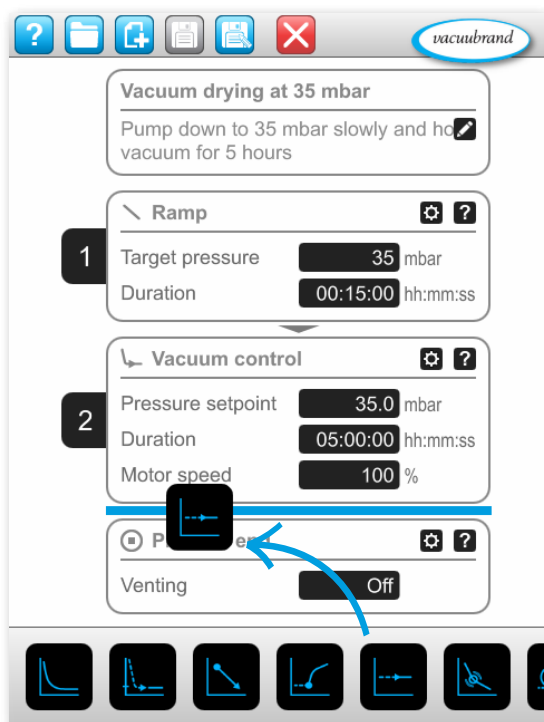 ?
vacuubrand
Vacuum drying at 35 mbar
Pump down to 35 mbar slowly and ho
vacuum for 5 hours
1
Ramp ?
Target pressure 35 mbar
Duration 00:15:00 hh:mm:ss
2
Vacuum control ?
Pressure setpoint 35.0 mbar
Duration 05:00:00 hh:mm:ss
Motor speed 100 %
?
Venting Off